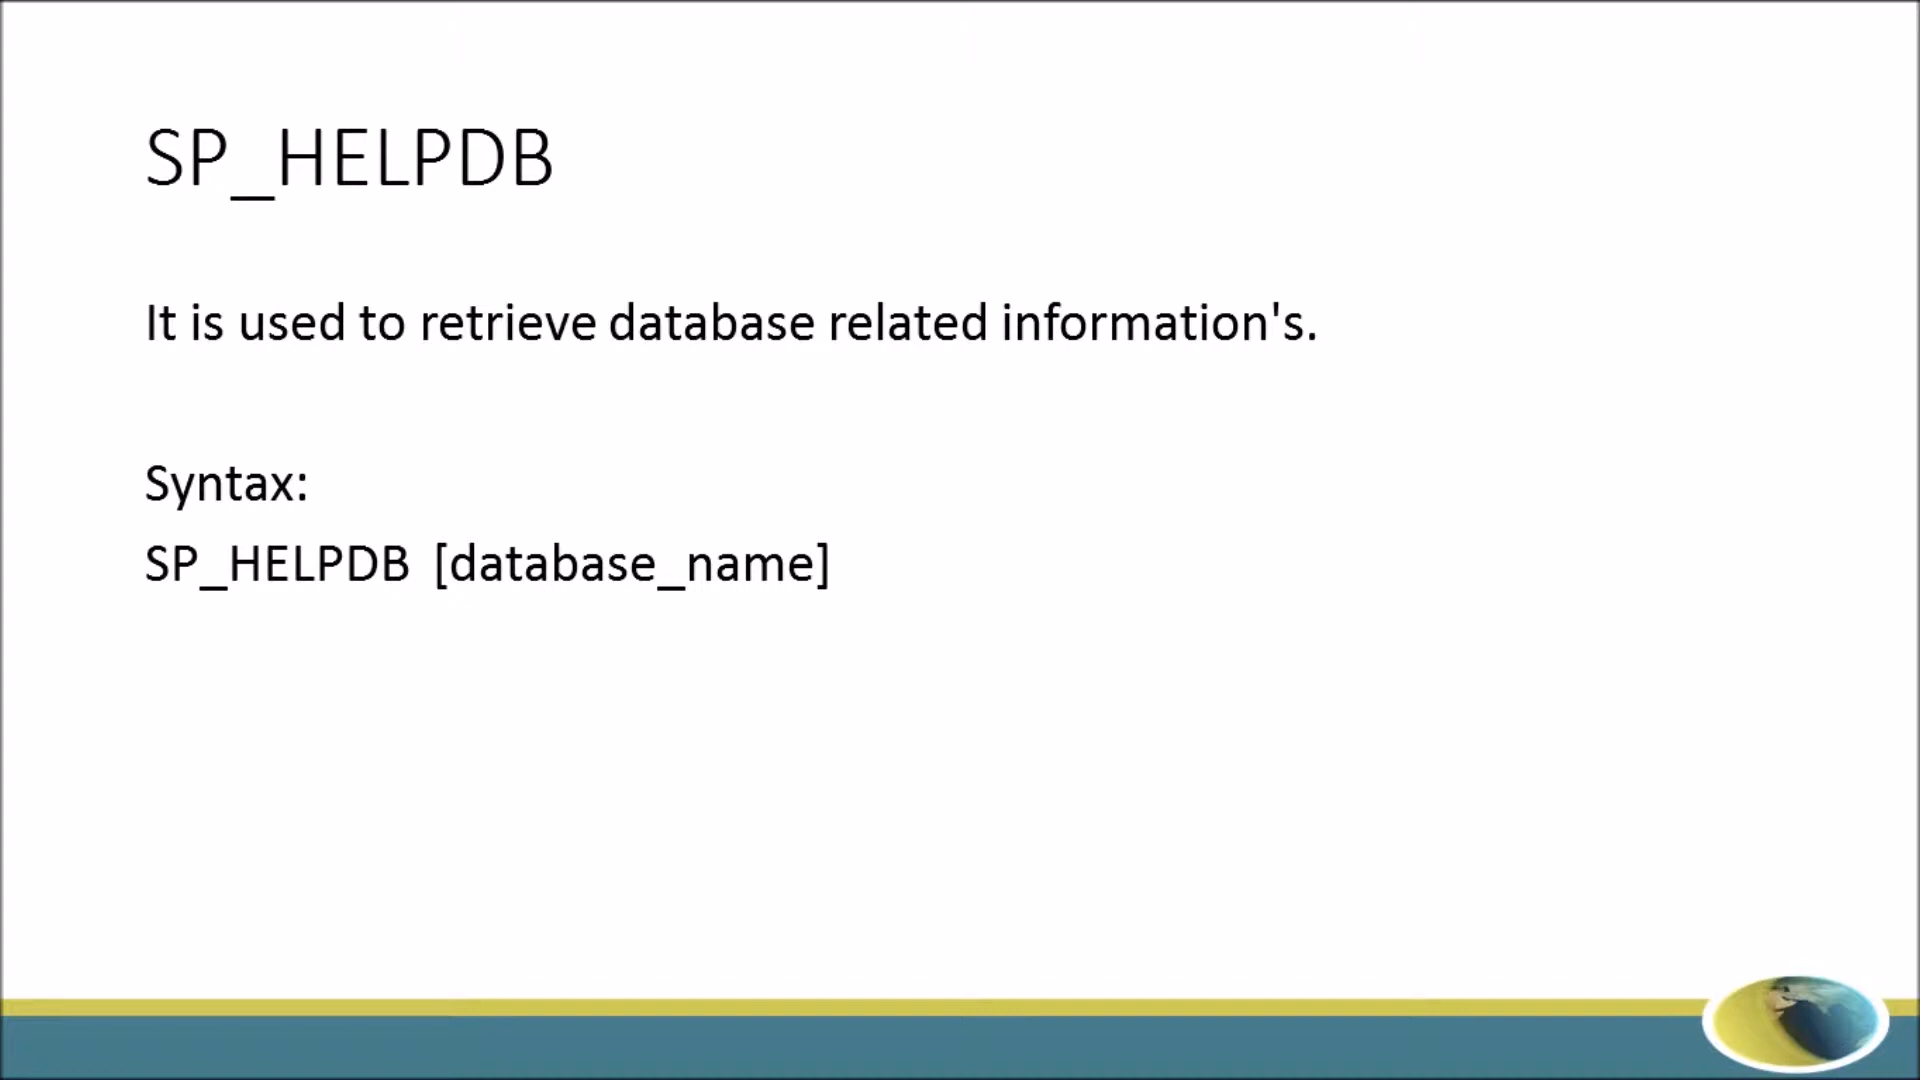 SP_HELPDB
It is used to retrieve database related information's.
Syntax:
SP_HELPDB [database_name]